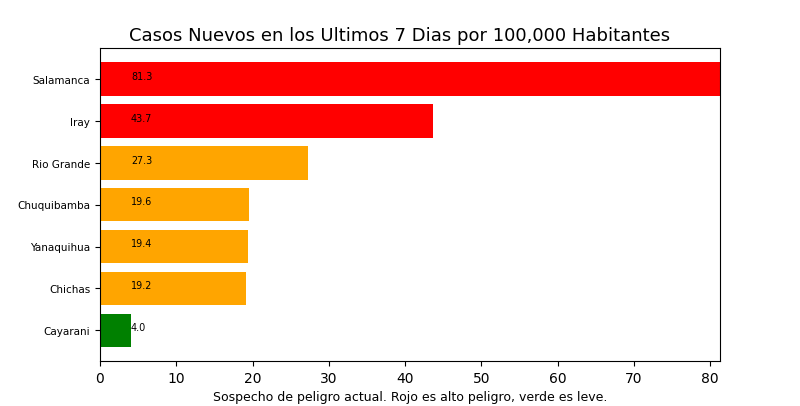 Casos Nuevos en los Ultimos 7 Dias por 100,000 Habitantes
Salamanca 81.3
Iray 43.7
Rio Grande 27.3
Chuquibamba 19.6
Yanaquihua 19.4
Chichas 19.2
Cayarani 4.0
0 10 20 30 40 50 60 70 80
Sospecho de peligro actual. Rojo es alto peligro, verde es leve.